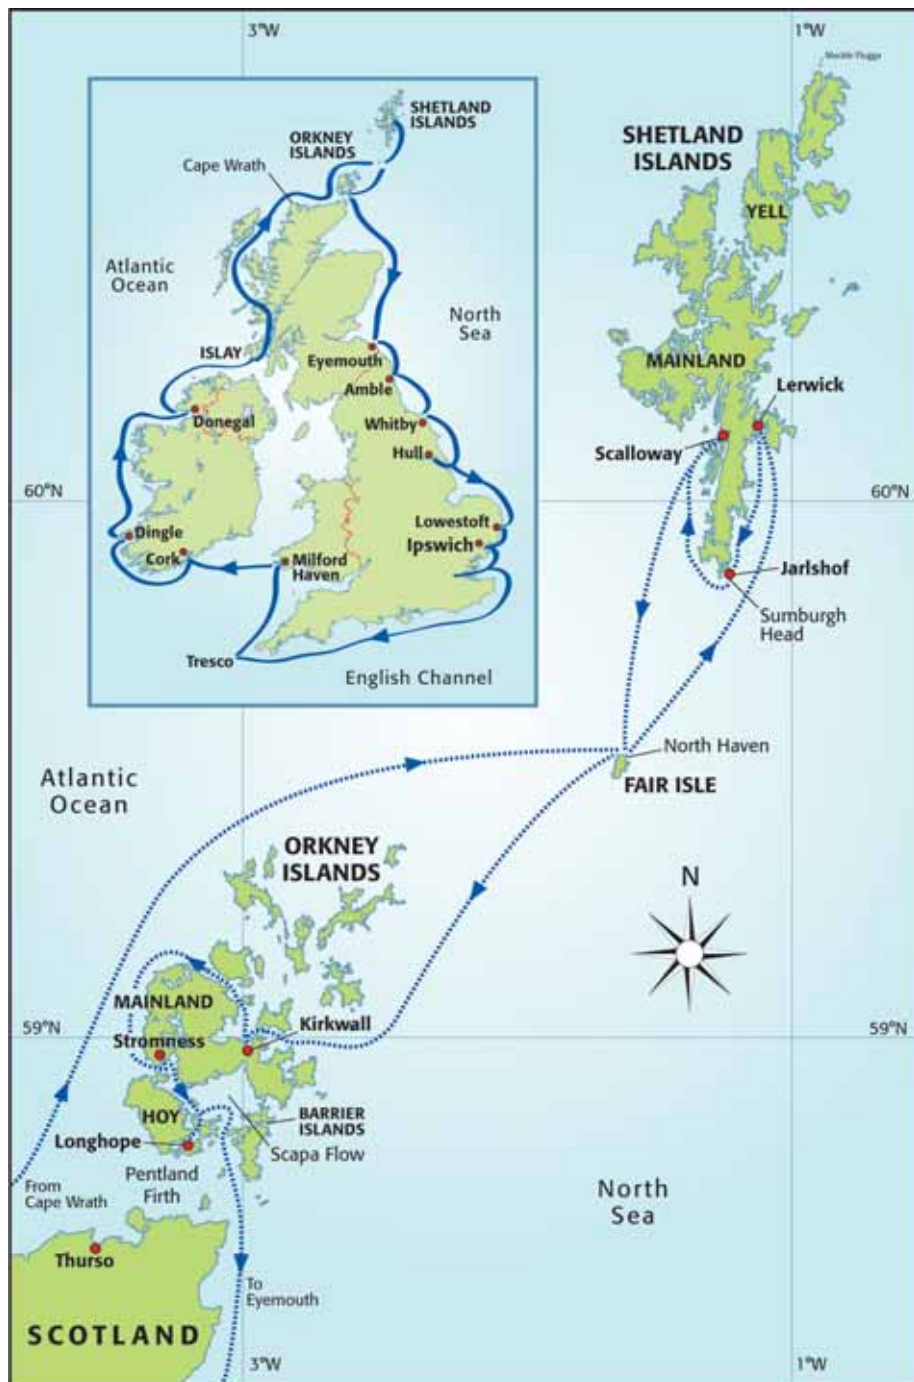 3°W
1°W
Muckle Flugga
SHETLAND
ISLANDS
ORKNEY
ISLANDS
Cape Wrath
Atlantic
Ocean
North
Sea
ISLAY
Eyemouth
Amble
Donegal
Whitby
Hull
Lowestoft
Ipswich
Dingle
Cork
Milford
Haven
Tresco
English Channel
SHETLAND
ISLANDS
YELL
MAINLAND
Lerwick
Scalloway
60°N
60°N
Jarlshof
Sumburgh
Head
North Haven
FAIR ISLE
Atlantic
Ocean
ORKNEY
ISLANDS
N
MAINLAND
Kirkwall
59°N
59°N
Stromness
HOY
BARRIER
ISLANDS
Longhope
Scapa Flow
From
Cape Wrath
Pentland
Firth
North
Sea
Thurso
To
Eyemouth
SCOTLAND
3°W
1°W